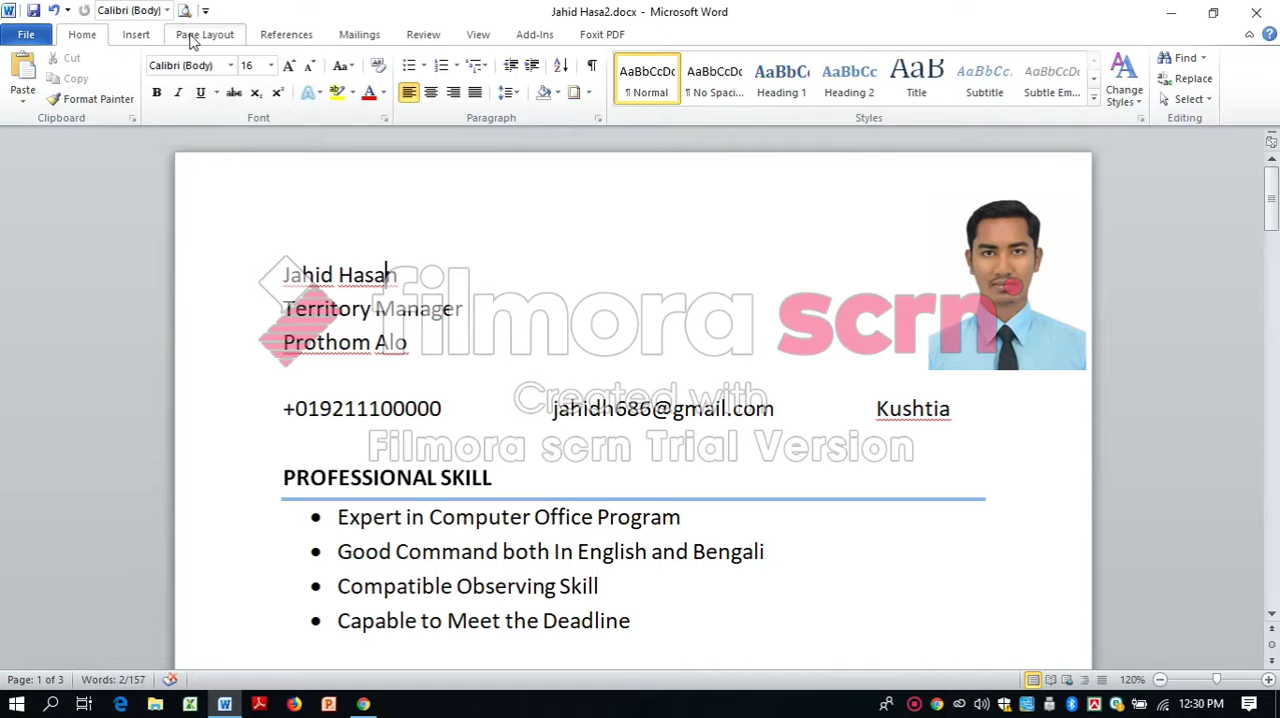 Calibri (Body)
Jahid Hasa2.docx - Microsoft Word
File Home Insert Page Layout References Mailings Review View Add-Ins Foxit PDF
Paste
Cut
Copy
Format Painter
Clipboard
Calibri (Body) 16
Font
Paragraph
AaBbCcDc AaBbCcDc AaBbC AaBbCc AaB AaBbCcL AaBbCcDc
¶ Normal ¶ No Spaci... Heading 1 Heading 2 Title Subtitle Subtle Em...
Styles
Change
Styles
Find
Replace
Select
Editing
Jahid Hasan
Territory Manager
Prothom Alo
filmora scrn
Created with
Filmora scrn Trial Version
+019211100000 jahidh686@gmail.com Kushtia
PROFESSIONAL SKILL
• Expert in Computer Office Program
• Good Command both In English and Bengali
• Compatible Observing Skill
• Capable to Meet the Deadline
Page: 1 of 3 Words: 2/157 120%
12:30 PM